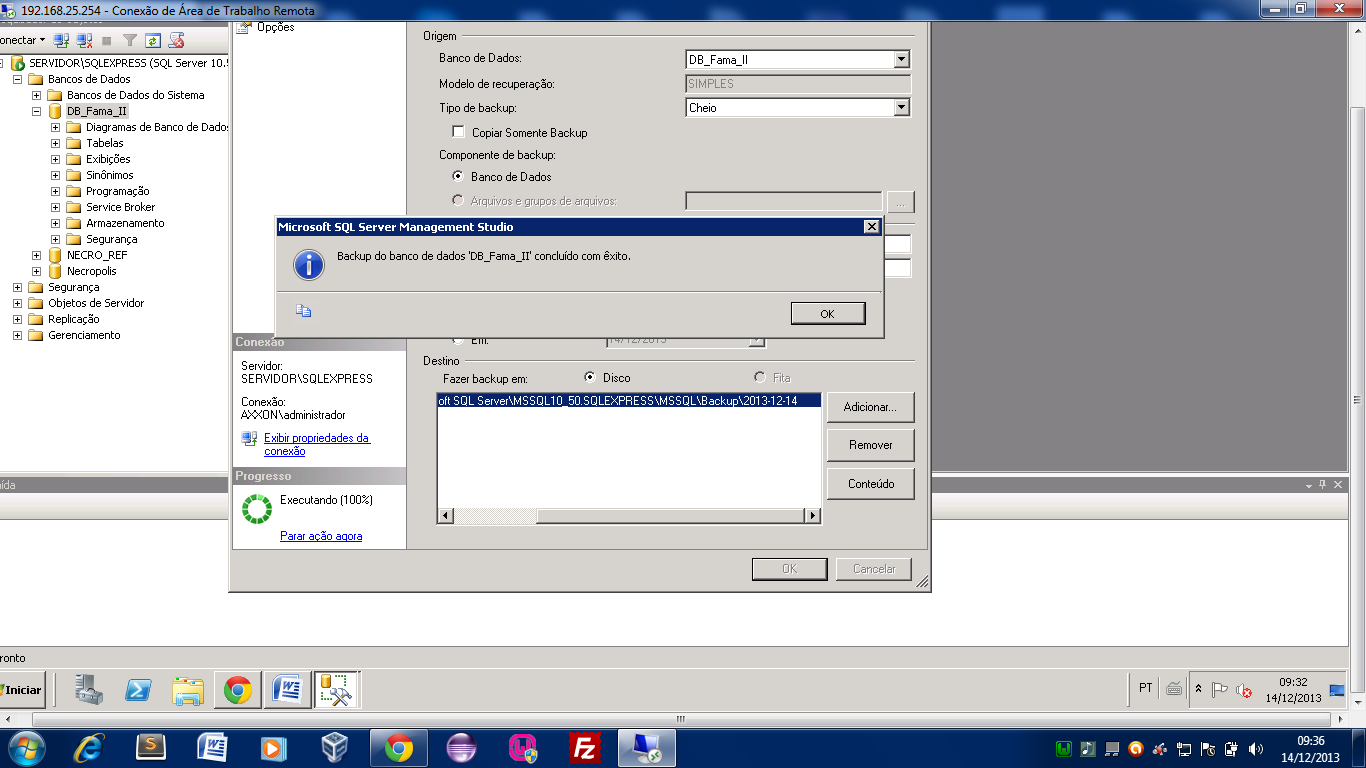 192.168.25.254 - Conexão de Área de Trabalho Remota
onectar
SERVIDOR\SQLEXPRESS (SQL Server 10.5
Bancos de Dados
Bancos de Dados do Sistema
DB_Fama_II
Diagramas de Banco de Dados
Tabelas
Exibições
Sinônimos
Programação
Service Broker
Armazenamento
Segurança
NECRO_REF
Necropolis
Segurança
Objetos de Servidor
Replicação
Gerenciamento
Opções
Conexão
Servidor:
SERVIDOR\SQLEXPRESS
Conexão:
AXXON\administrador
Exibir propriedades da
conexão
Progresso
Executando (100%)
Parar ação agora
Origem
Banco de Dados:
DB_Fama_II
Modelo de recuperação:
SIMPLES
Tipo de backup:
Cheio
Copiar Somente Backup
Componente de backup:
Banco de Dados
Arquivos e grupos de arquivos:
...
Microsoft SQL Server Management Studio
Backup do banco de dados 'DB_Fama_II' concluído com êxito.
OK
Em:
14/12/2013
Destino
Fazer backup em:
Disco
Fita
oft SQL Server\MSSQL10_50.SQLEXPRESS\MSSQL\Backup\2013-12-14
Adicionar...
Remover
Conteúdo
OK
Cancelar
ída
ronto
Iniciar
PT
09:32
14/12/2013
09:36
14/12/2013